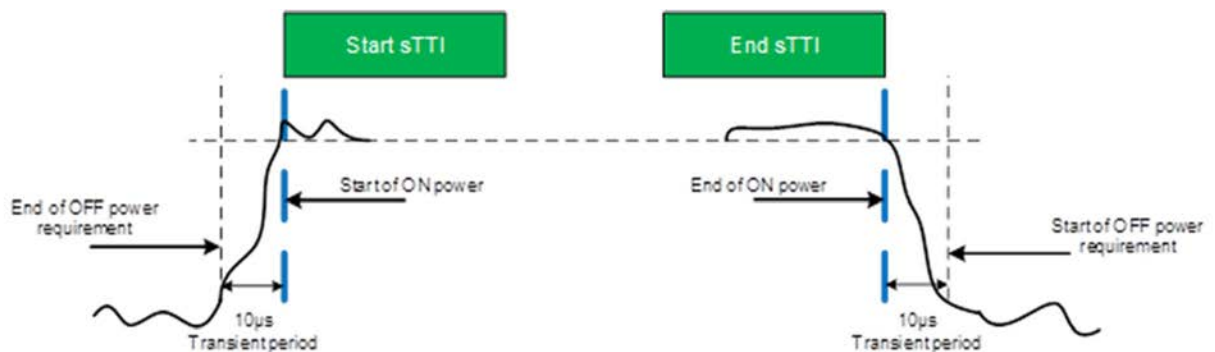 Start sTTI
End sTTI
Start of ON power
End of ON power
End of OFF power
requirement
Start of OFF power
requirement
10µs
Transient period
10µs
Transient period